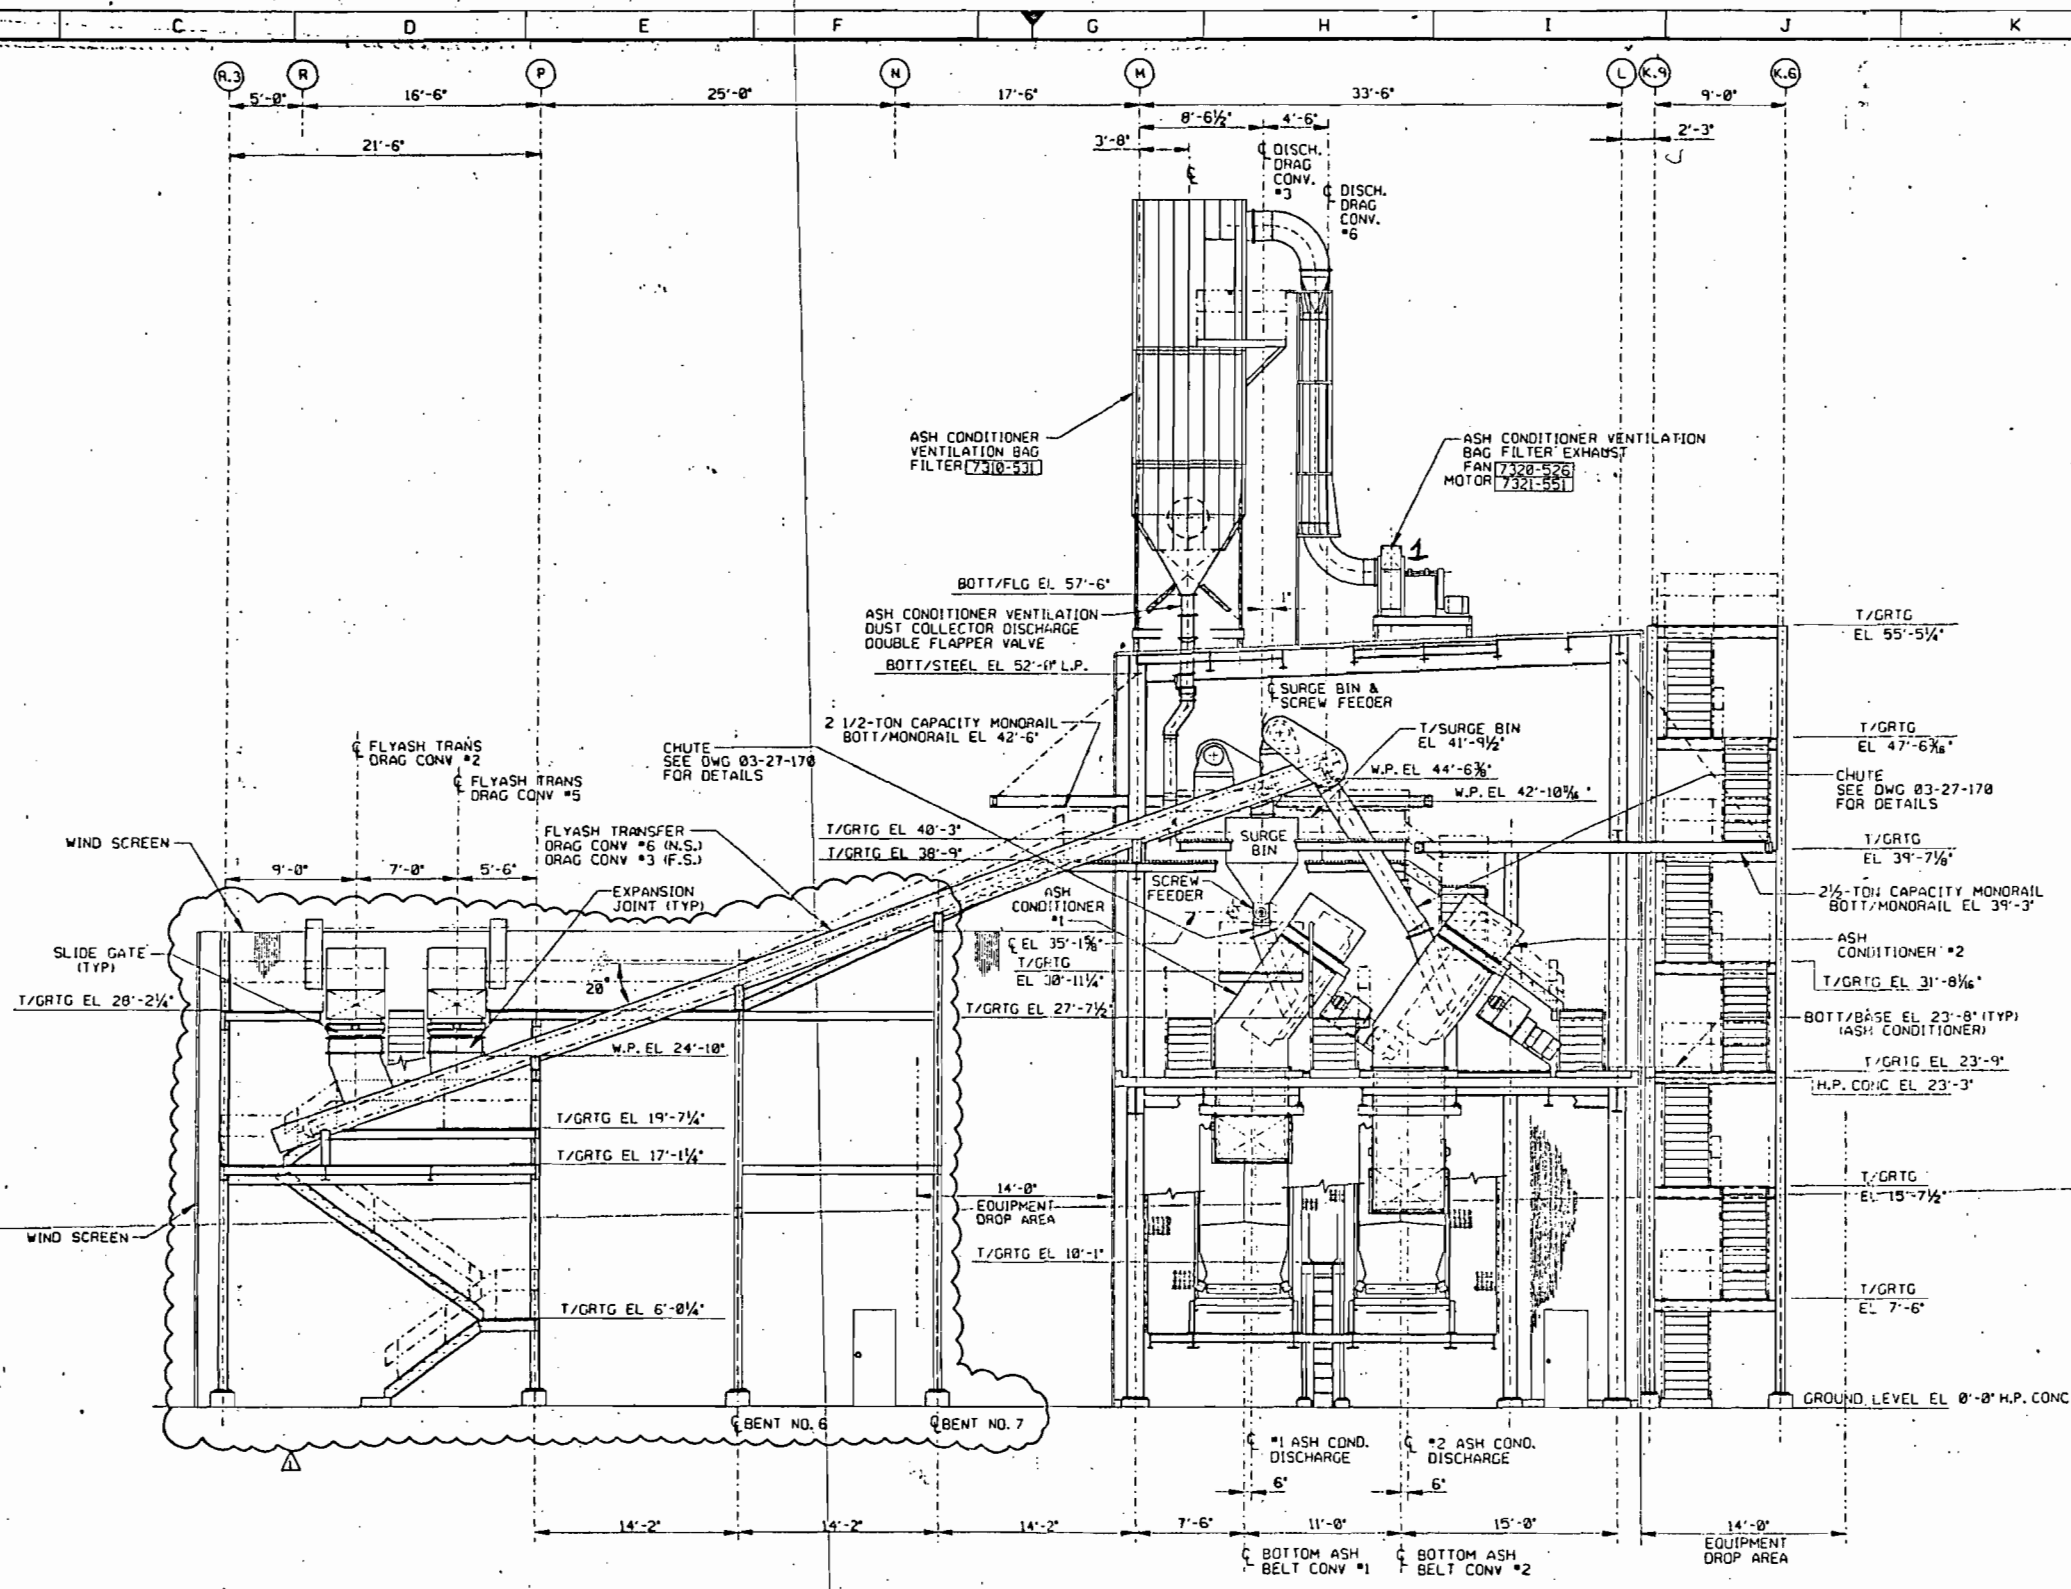 C D E F G H I J K
R.3 R P N M L K.9 K.6
5'-0" 16'-6" 25'-0" 17'-6" 33'-6" 9'-0"
8'-6½" 4'-6" 2'-3"
21'-6" 3'-8"
℄ DISCH.
DRAG
CONV.
#3
℄ DISCH.
DRAG
CONV.
#6
℄
ASH CONDITIONER
VENTILATION BAG
FILTER 7310-531
ASH CONDITIONER VENTILATION
BAG FILTER EXHAUST
FAN 7320-526
MOTOR 7321-551
1
BOTT/FLG EL 57'-6"
1"
ASH CONDITIONER VENTILATION
DUST COLLECTOR DISCHARGE
DOUBLE FLAPPER VALVE
BOTT/STEEL EL 52'-0" L.P.
T/GRTG
EL 55'-5¼"
℄ SURGE BIN &
SCREW FEEDER
2 1/2-TON CAPACITY MONORAIL
BOTT/MONORAIL EL 42'-6"
T/SURGE BIN
EL 41'-9½"
T/GRTG
EL 47'-6⅜"
℄ FLYASH TRANS
DRAG CONV #2
CHUTE
SEE DWG 03-27-170
FOR DETAILS
W.P. EL 44'-6⅜"
CHUTE
SEE DWG 03-27-170
FOR DETAILS
℄ FLYASH TRANS
DRAG CONV #5
W.P. EL 42'-10⁵⁄₁₆"
WIND SCREEN
FLYASH TRANSFER
DRAG CONV #6 (N.S.)
DRAG CONV #3 (F.S.)
T/GRTG EL 40'-3"
T/GRTG EL 38'-9"
SURGE
BIN
T/GRTG
EL 39'-7⅛"
9'-0" 7'-0" 5'-6"
EXPANSION
JOINT (TYP)
SCREW
FEEDER
ASH
CONDITIONER
#1
2½-TON CAPACITY MONORAIL
BOTT/MONORAIL EL 39'-3"
SLIDE GATE
(TYP)
℄ EL 35'-1⅝"
ASH
CONDITIONER #2
T/GRTG
EL 30'-11¼"
T/GRTG EL 28'-2¼"
20°
T/GRTG EL 27'-7½"
T/GRTG EL 31'-8¹⁄₁₆"
BOTT/BASE EL 23'-8" (TYP)
(ASH CONDITIONER)
W.P. EL 24'-10"
T/GRTG EL 23'-9"
H.P. CONC EL 23'-3"
T/GRTG EL 19'-7¼"
T/GRTG EL 17'-1¼"
14'-0"
EQUIPMENT
DROP AREA
T/GRTG
EL 15'-7½"
WIND SCREEN
T/GRTG EL 10'-1"
T/GRTG EL 6'-0¼"
T/GRTG
EL 7'-6"
GROUND LEVEL EL 0'-0" H.P. CONC
℄ BENT NO. 6
℄ BENT NO. 7
1
℄ #1 ASH COND.
DISCHARGE
℄ #2 ASH COND.
DISCHARGE
6" 6"
14'-2" 14'-2" 14'-2" 7'-6" 11'-0" 15'-0" 14'-0"
EQUIPMENT
DROP AREA
℄ BOTTOM ASH
BELT CONV #1
℄ BOTTOM ASH
BELT CONV #2